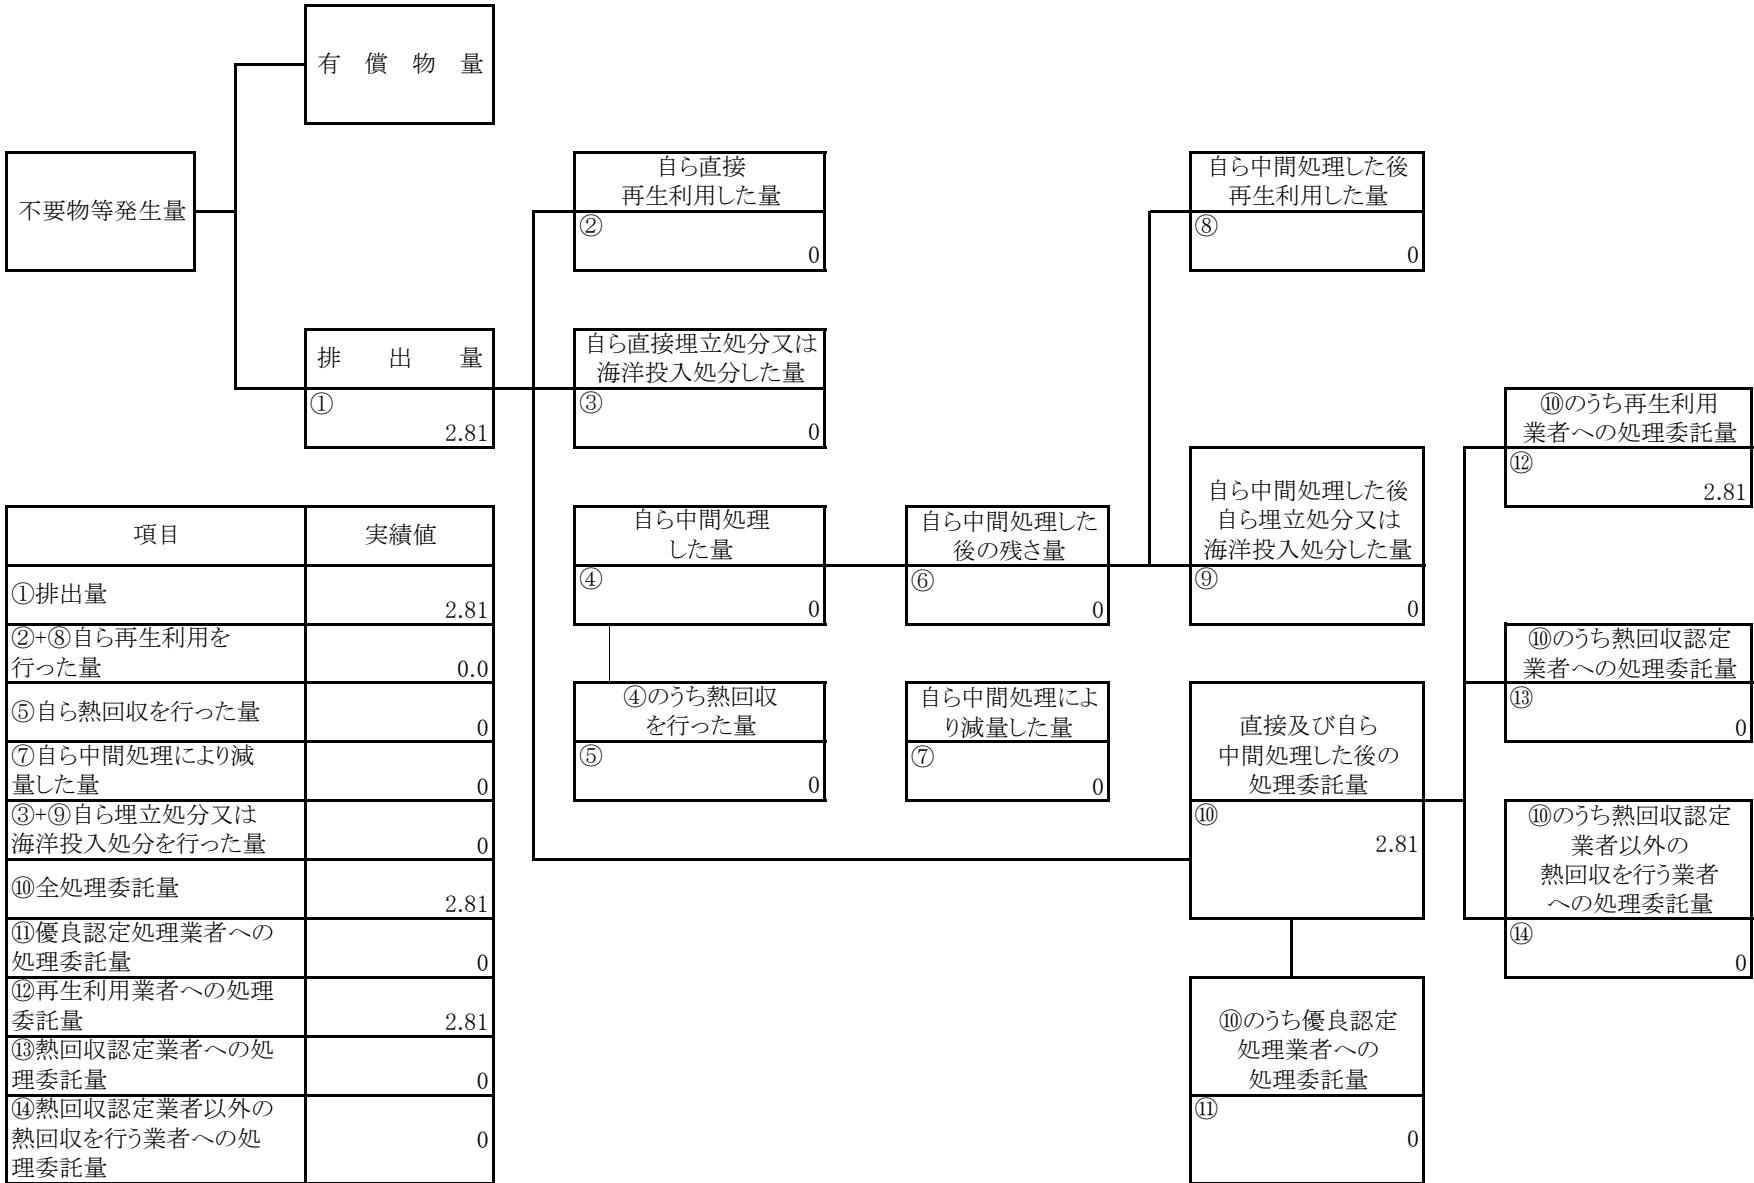 有償物量
不要物等発生量
排出量
①
2.81
自ら直接
再生利用した量
②
0
自ら直接埋立処分又は
海洋投入処分した量
③
0
自ら中間処理
した量
④
0
④のうち熱回収
を行った量
⑤
0
自ら中間処理した
後の残さ量
⑥
0
自ら中間処理によ
り減量した量
⑦
0
自ら中間処理した後
再生利用した量
⑧
0
自ら中間処理した後
自ら埋立処分又は
海洋投入処分した量
⑨
0
直接及び自ら
中間処理した後の
処理委託量
⑩
2.81
⑩のうち優良認定
処理業者への
処理委託量
⑪
0
⑩のうち再生利用
業者への処理委託量
⑫
2.81
⑩のうち熱回収認定
業者への処理委託量
⑬
0
⑩のうち熱回収認定
業者以外の
熱回収を行う業者
への処理委託量
⑭
0
項目 実績値
①排出量
2.81
②+⑧自ら再生利用を
行った量
0.0
⑤自ら熱回収を行った量
0
⑦自ら中間処理により減
量した量
0
③+⑨自ら埋立処分又は
海洋投入処分を行った量
0
⑩全処理委託量
2.81
⑪優良認定処理業者への
処理委託量
0
⑫再生利用業者への処理
委託量
2.81
⑬熱回収認定業者への処
理委託量
0
⑭熱回収認定業者以外の
熱回収を行う業者への処
理委託量
0